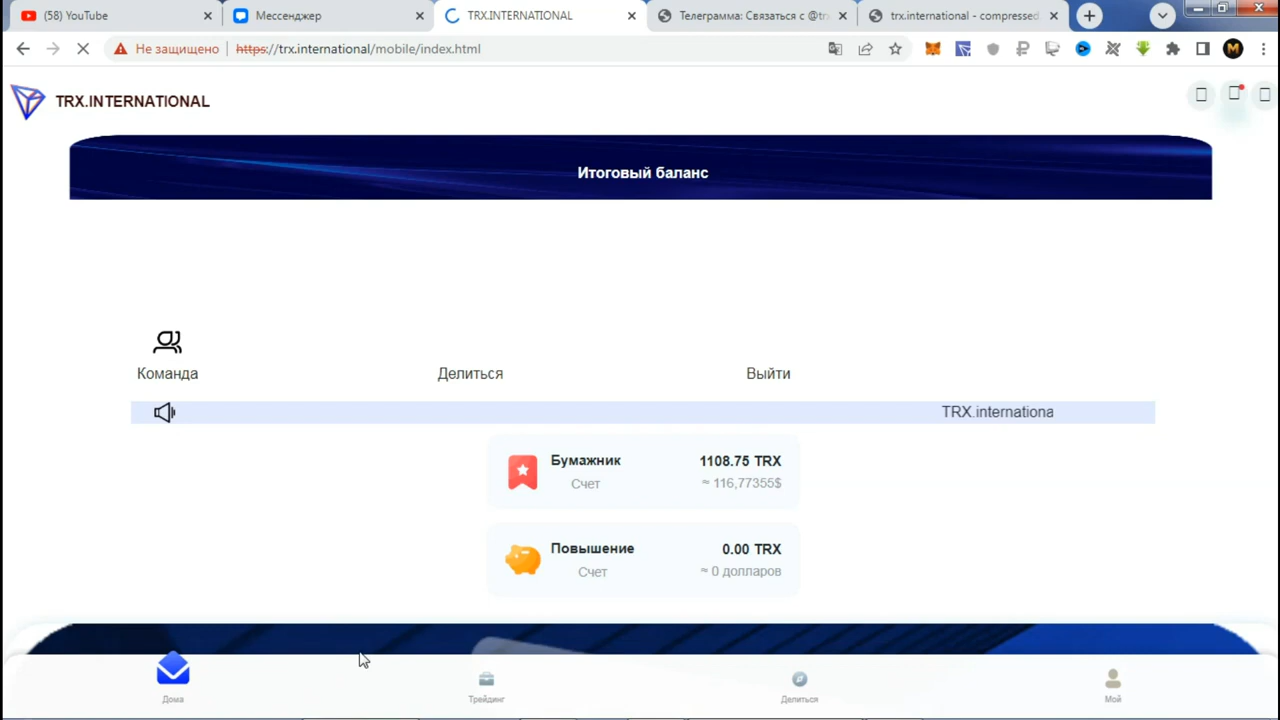 (58) YouTube
Мессенджер
TRX.INTERNATIONAL
Телеграмма: Связаться с @tr
trx.international - compressed
Не защищено
https://trx.international/mobile/index.html
TRX.INTERNATIONAL
Итоговый баланс
Команда
Делиться
Выйти
TRX.internationa
Бумажник
1108.75 TRX
Счет
≈ 116,77355$
Повышение
0.00 TRX
Счет
≈ 0 долларов
Дома
Трейдинг
Делиться
Мой